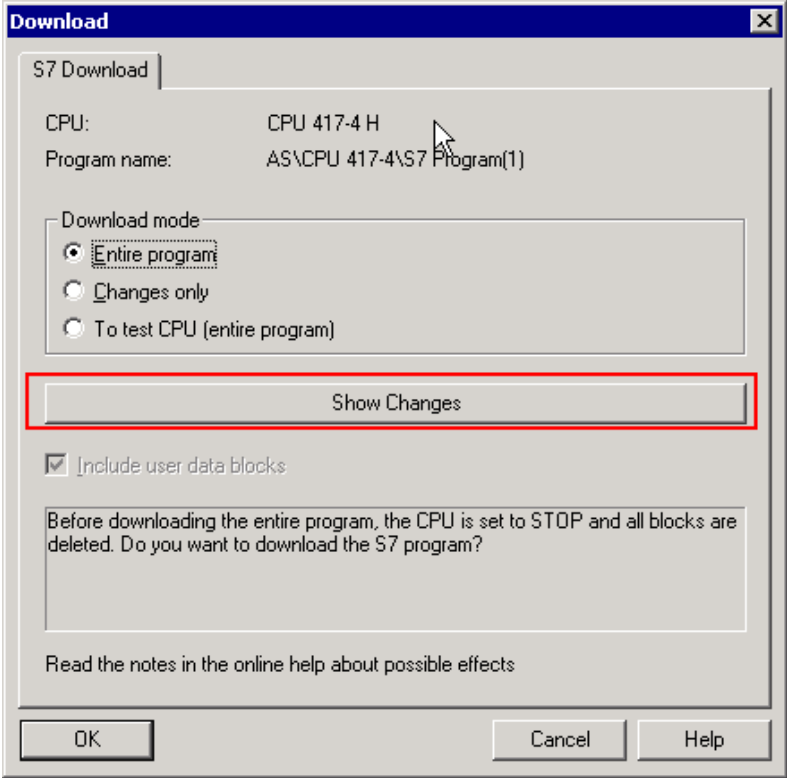 Download
S7 Download
CPU: CPU 417-4 H
Program name: AS\CPU 417-4\S7 Program(1)
Download mode
Entire program
Changes only
To test CPU (entire program)
Show Changes
Include user data blocks
Before downloading the entire program, the CPU is set to STOP and all blocks are
deleted. Do you want to download the S7 program?
Read the notes in the online help about possible effects
OK Cancel Help